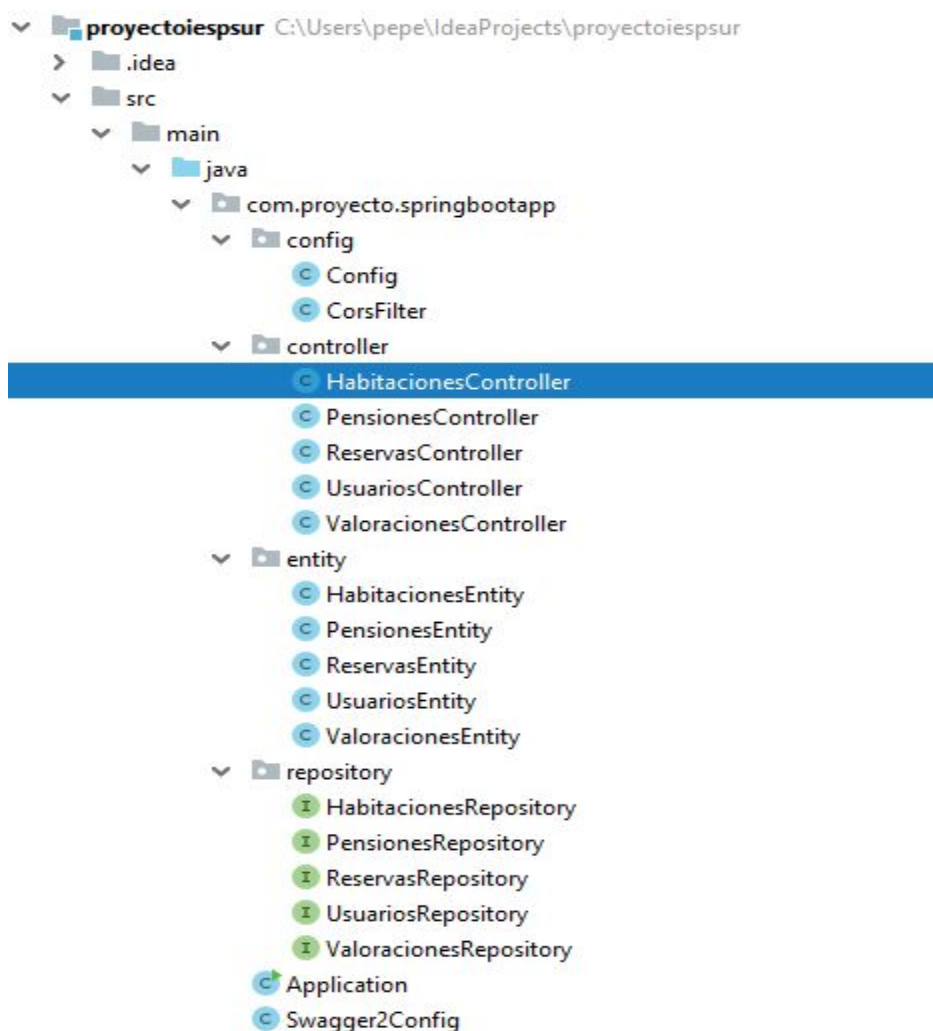 proyectoiespsur C:\Users\pepe\IdeaProjects\proyectoiespsur
.idea
src
main
java
com.proyecto.springbootapp
config
C Config
C CorsFilter
controller
C HabitacionesController
C PensionesController
C ReservasController
C UsuariosController
C ValoracionesController
entity
C HabitacionesEntity
C PensionesEntity
C ReservasEntity
C UsuariosEntity
C ValoracionesEntity
repository
I HabitacionesRepository
I PensionesRepository
I ReservasRepository
I UsuariosRepository
I ValoracionesRepository
C Application
C Swagger2Config